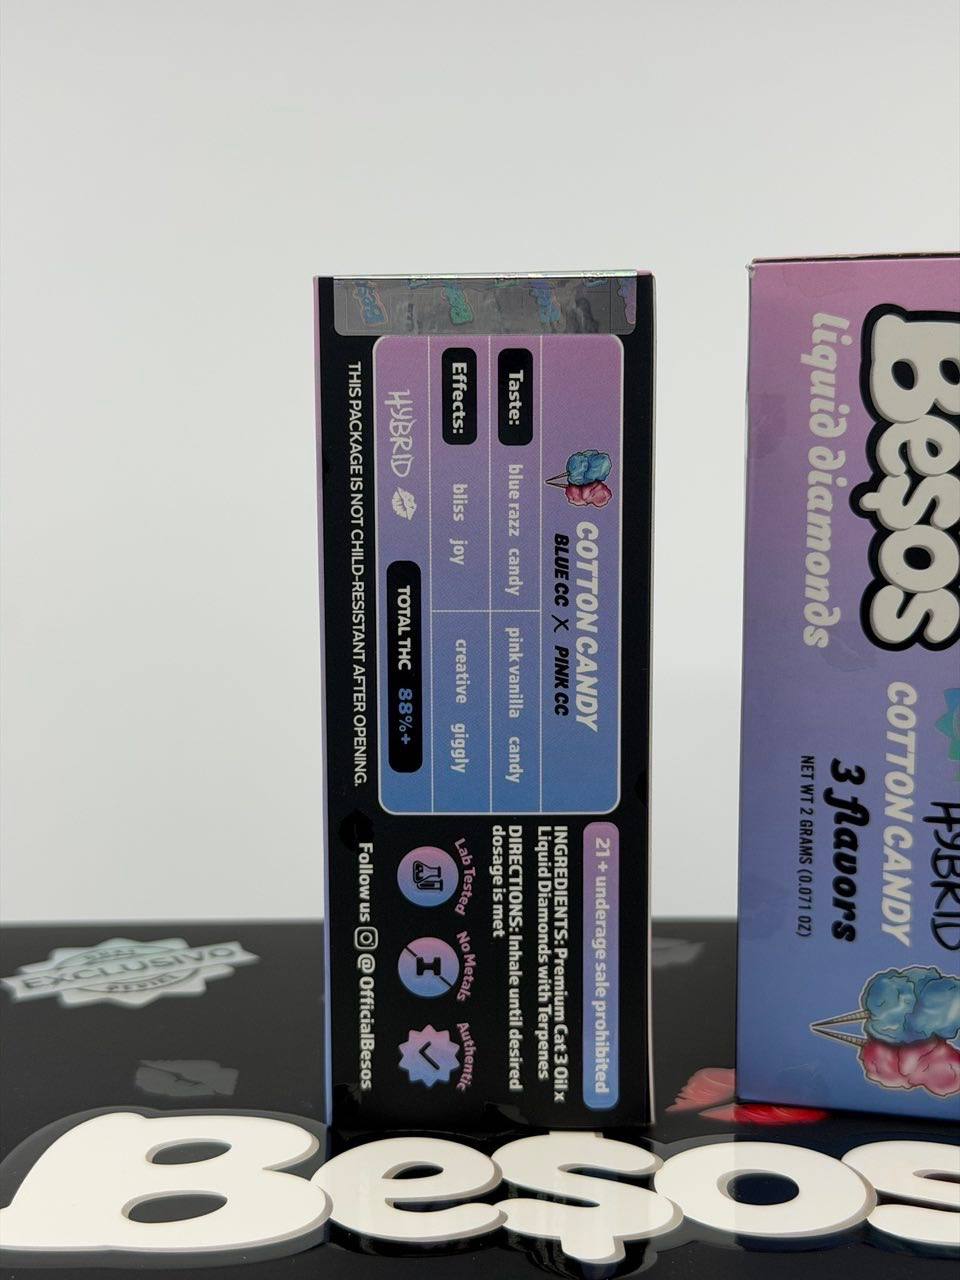 COTTON CANDY
BLUE CC X PINK CC
Taste: blue razz candy pink vanilla candy
Effects: bliss joy creative giggly
HYBRID
TOTAL THC 88%+
THIS PACKAGE IS NOT CHILD-RESISTANT AFTER OPENING.
21+ underage sale prohibited
INGREDIENTS: Premium Cat 3 Oil x
Liquid Diamonds with Terpenes
DIRECTIONS: Inhale until desired
dosage is met
Lab Tested
No Metals
Authentic
Follow us @OfficialBesos
Besos
liquid diamonds
HYBRID
COTTON CANDY
3 flavors
NET WT 2 GRAMS (0.071 OZ)
EXCLUSIVO
Besos